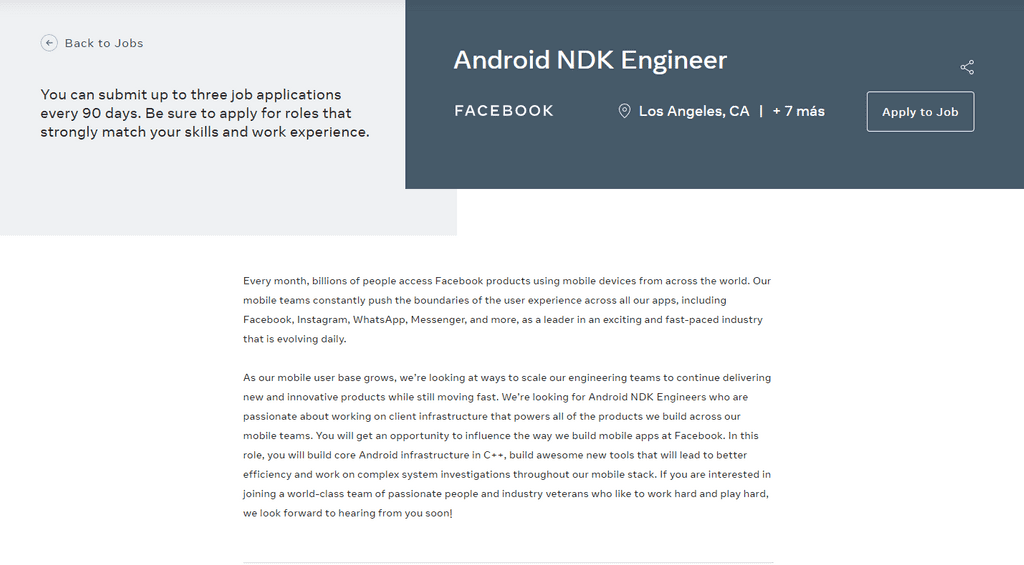 Back to Jobs
You can submit up to three job applications
every 90 days. Be sure to apply for roles that
strongly match your skills and work experience.
Android NDK Engineer
FACEBOOK
Los Angeles, CA | + 7 más
Apply to Job
Every month, billions of people access Facebook products using mobile devices from across the world. Our
mobile teams constantly push the boundaries of the user experience across all our apps, including
Facebook, Instagram, WhatsApp, Messenger, and more, as a leader in an exciting and fast-paced industry
that is evolving daily.
As our mobile user base grows, we're looking at ways to scale our engineering teams to continue delivering
new and innovative products while still moving fast. We're looking for Android NDK Engineers who are
passionate about working on client infrastructure that powers all of the products we build across our
mobile teams. You will get an opportunity to influence the way we build mobile apps at Facebook. In this
role, you will build core Android infrastructure in C++, build awesome new tools that will lead to better
efficiency and work on complex system investigations throughout our mobile stack. If you are interested in
joining a world-class team of passionate people and industry veterans who like to work hard and play hard,
we look forward to hearing from you soon!